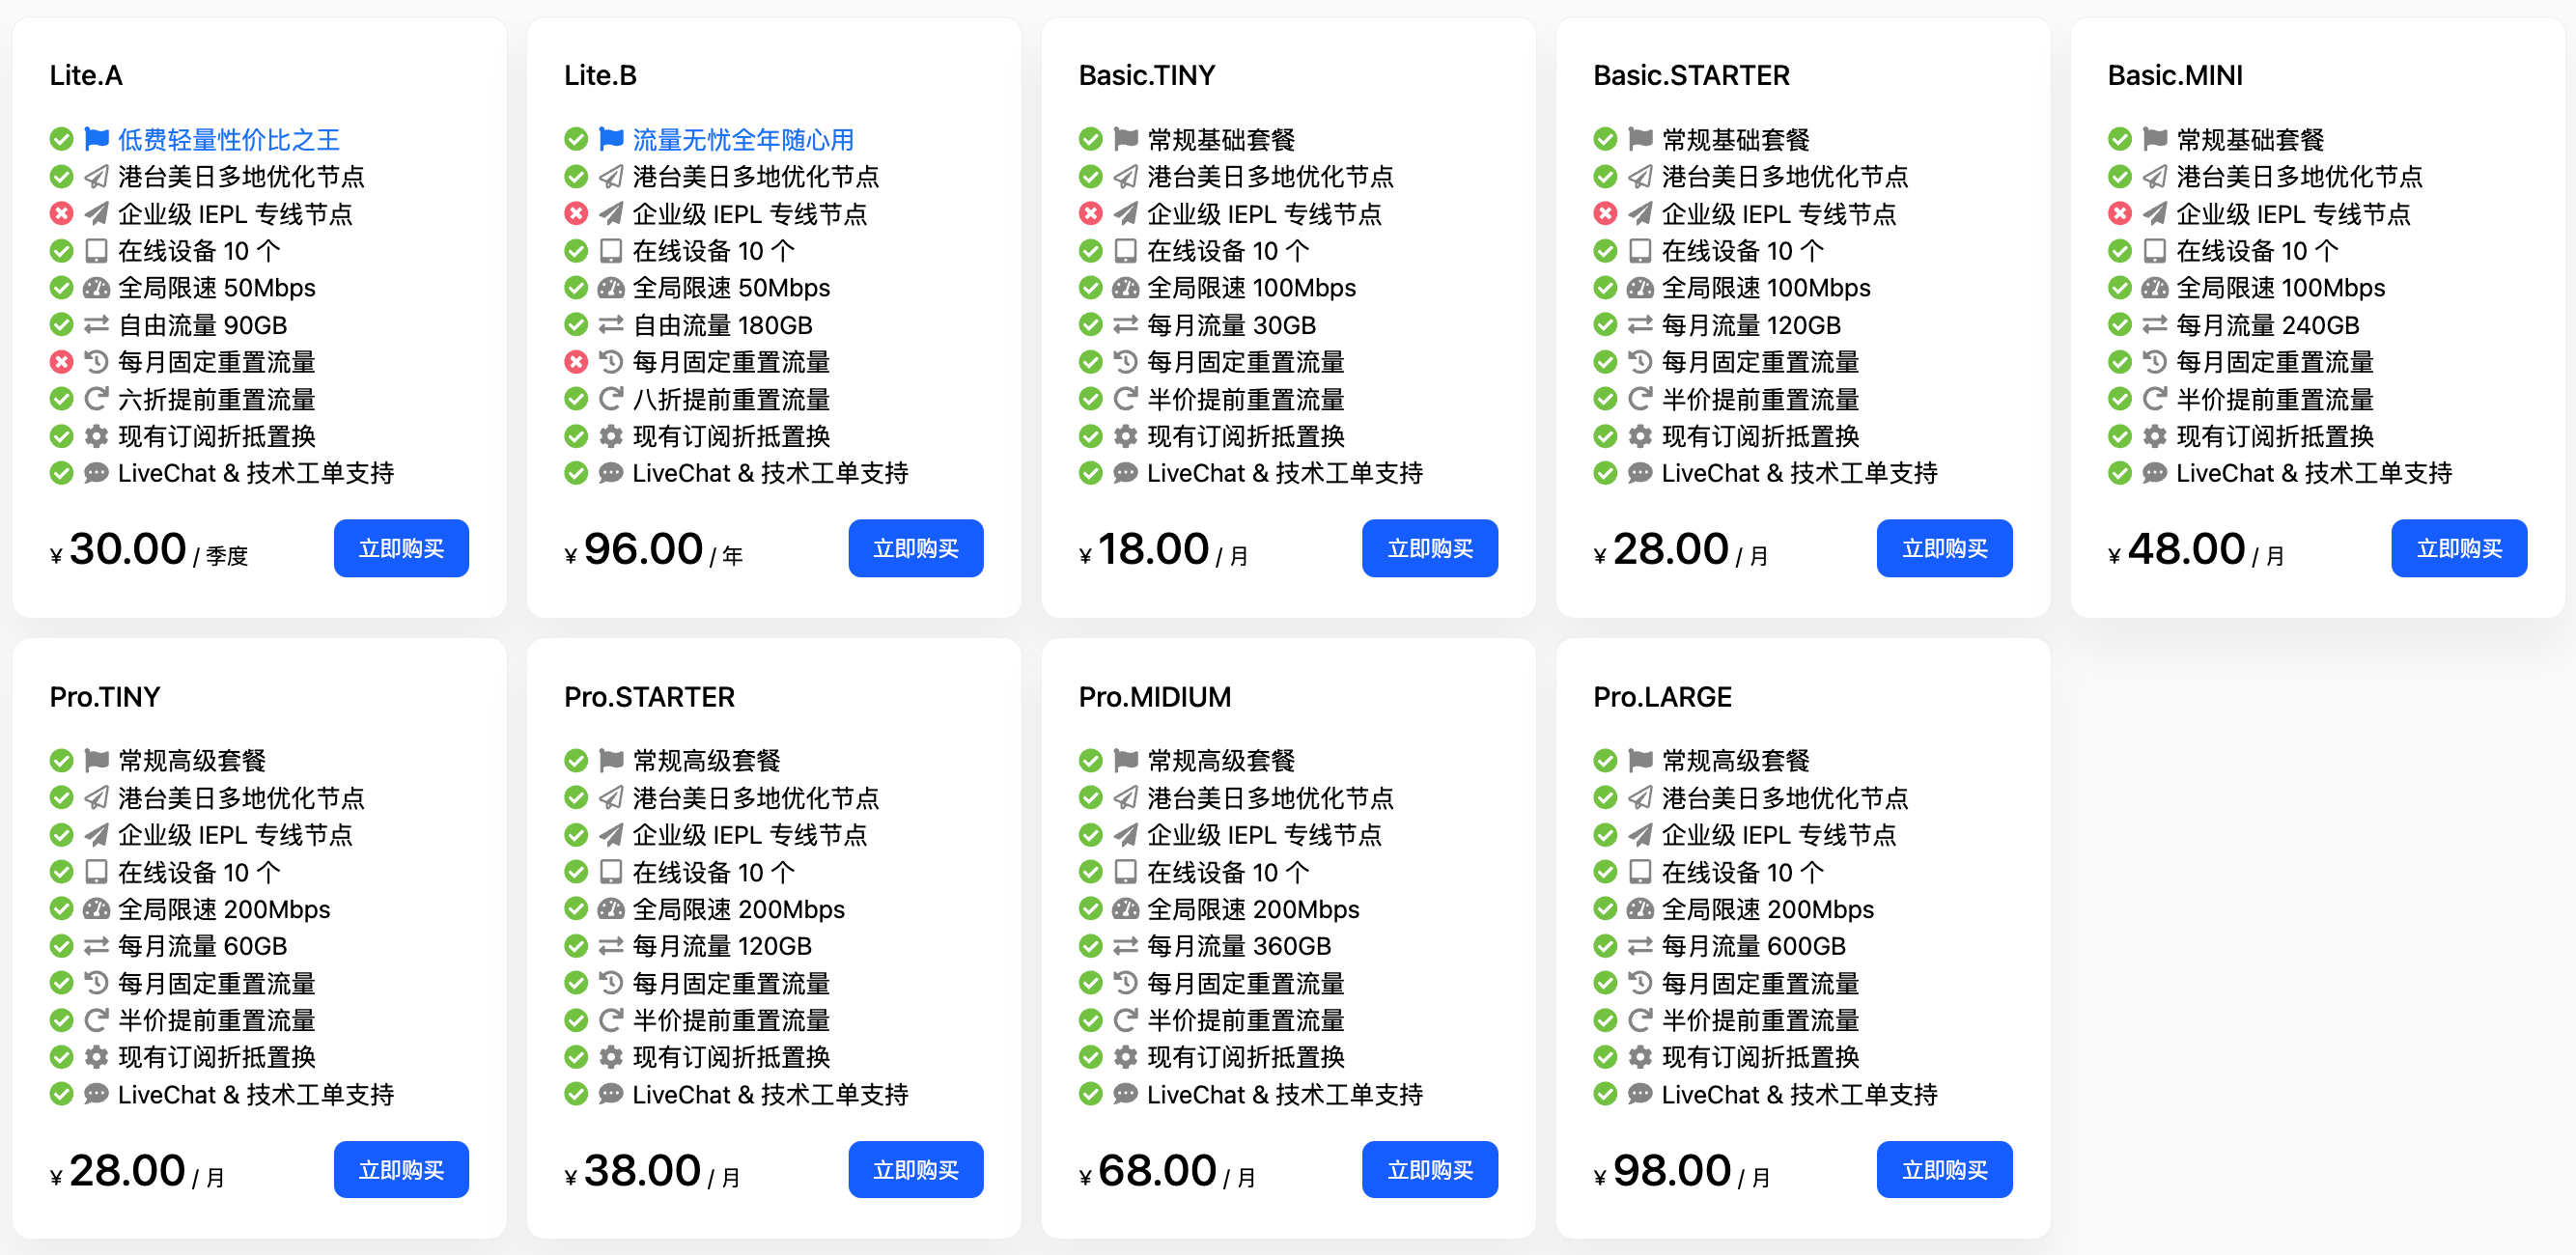 Lite.A
低费轻量性价比之王
港台美日多地优化节点
企业级 IEPL 专线节点
在线设备 10 个
全局限速 50Mbps
自由流量 90GB
每月固定重置流量
六折提前重置流量
现有订阅折抵置换
LiveChat & 技术工单支持
¥ 30.00 / 季度
立即购买
Lite.B
流量无忧全年随心用
港台美日多地优化节点
企业级 IEPL 专线节点
在线设备 10 个
全局限速 50Mbps
自由流量 180GB
每月固定重置流量
八折提前重置流量
现有订阅折抵置换
LiveChat & 技术工单支持
¥ 96.00 / 年
立即购买
Basic.TINY
常规基础套餐
港台美日多地优化节点
企业级 IEPL 专线节点
在线设备 10 个
全局限速 100Mbps
每月流量 30GB
每月固定重置流量
半价提前重置流量
现有订阅折抵置换
LiveChat & 技术工单支持
¥ 18.00 / 月
立即购买
Basic.STARTER
常规基础套餐
港台美日多地优化节点
企业级 IEPL 专线节点
在线设备 10 个
全局限速 100Mbps
每月流量 120GB
每月固定重置流量
半价提前重置流量
现有订阅折抵置换
LiveChat & 技术工单支持
¥ 28.00 / 月
立即购买
Basic.MINI
常规基础套餐
港台美日多地优化节点
企业级 IEPL 专线节点
在线设备 10 个
全局限速 100Mbps
每月流量 240GB
每月固定重置流量
半价提前重置流量
现有订阅折抵置换
LiveChat & 技术工单支持
¥ 48.00 / 月
立即购买
Pro.TINY
常规高级套餐
港台美日多地优化节点
企业级 IEPL 专线节点
在线设备 10 个
全局限速 200Mbps
每月流量 60GB
每月固定重置流量
半价提前重置流量
现有订阅折抵置换
LiveChat & 技术工单支持
¥ 28.00 / 月
立即购买
Pro.STARTER
常规高级套餐
港台美日多地优化节点
企业级 IEPL 专线节点
在线设备 10 个
全局限速 200Mbps
每月流量 120GB
每月固定重置流量
半价提前重置流量
现有订阅折抵置换
LiveChat & 技术工单支持
¥ 38.00 / 月
立即购买
Pro.MIDIUM
常规高级套餐
港台美日多地优化节点
企业级 IEPL 专线节点
在线设备 10 个
全局限速 200Mbps
每月流量 360GB
每月固定重置流量
半价提前重置流量
现有订阅折抵置换
LiveChat & 技术工单支持
¥ 68.00 / 月
立即购买
Pro.LARGE
常规高级套餐
港台美日多地优化节点
企业级 IEPL 专线节点
在线设备 10 个
全局限速 200Mbps
每月流量 600GB
每月固定重置流量
半价提前重置流量
现有订阅折抵置换
LiveChat & 技术工单支持
¥ 98.00 / 月
立即购买